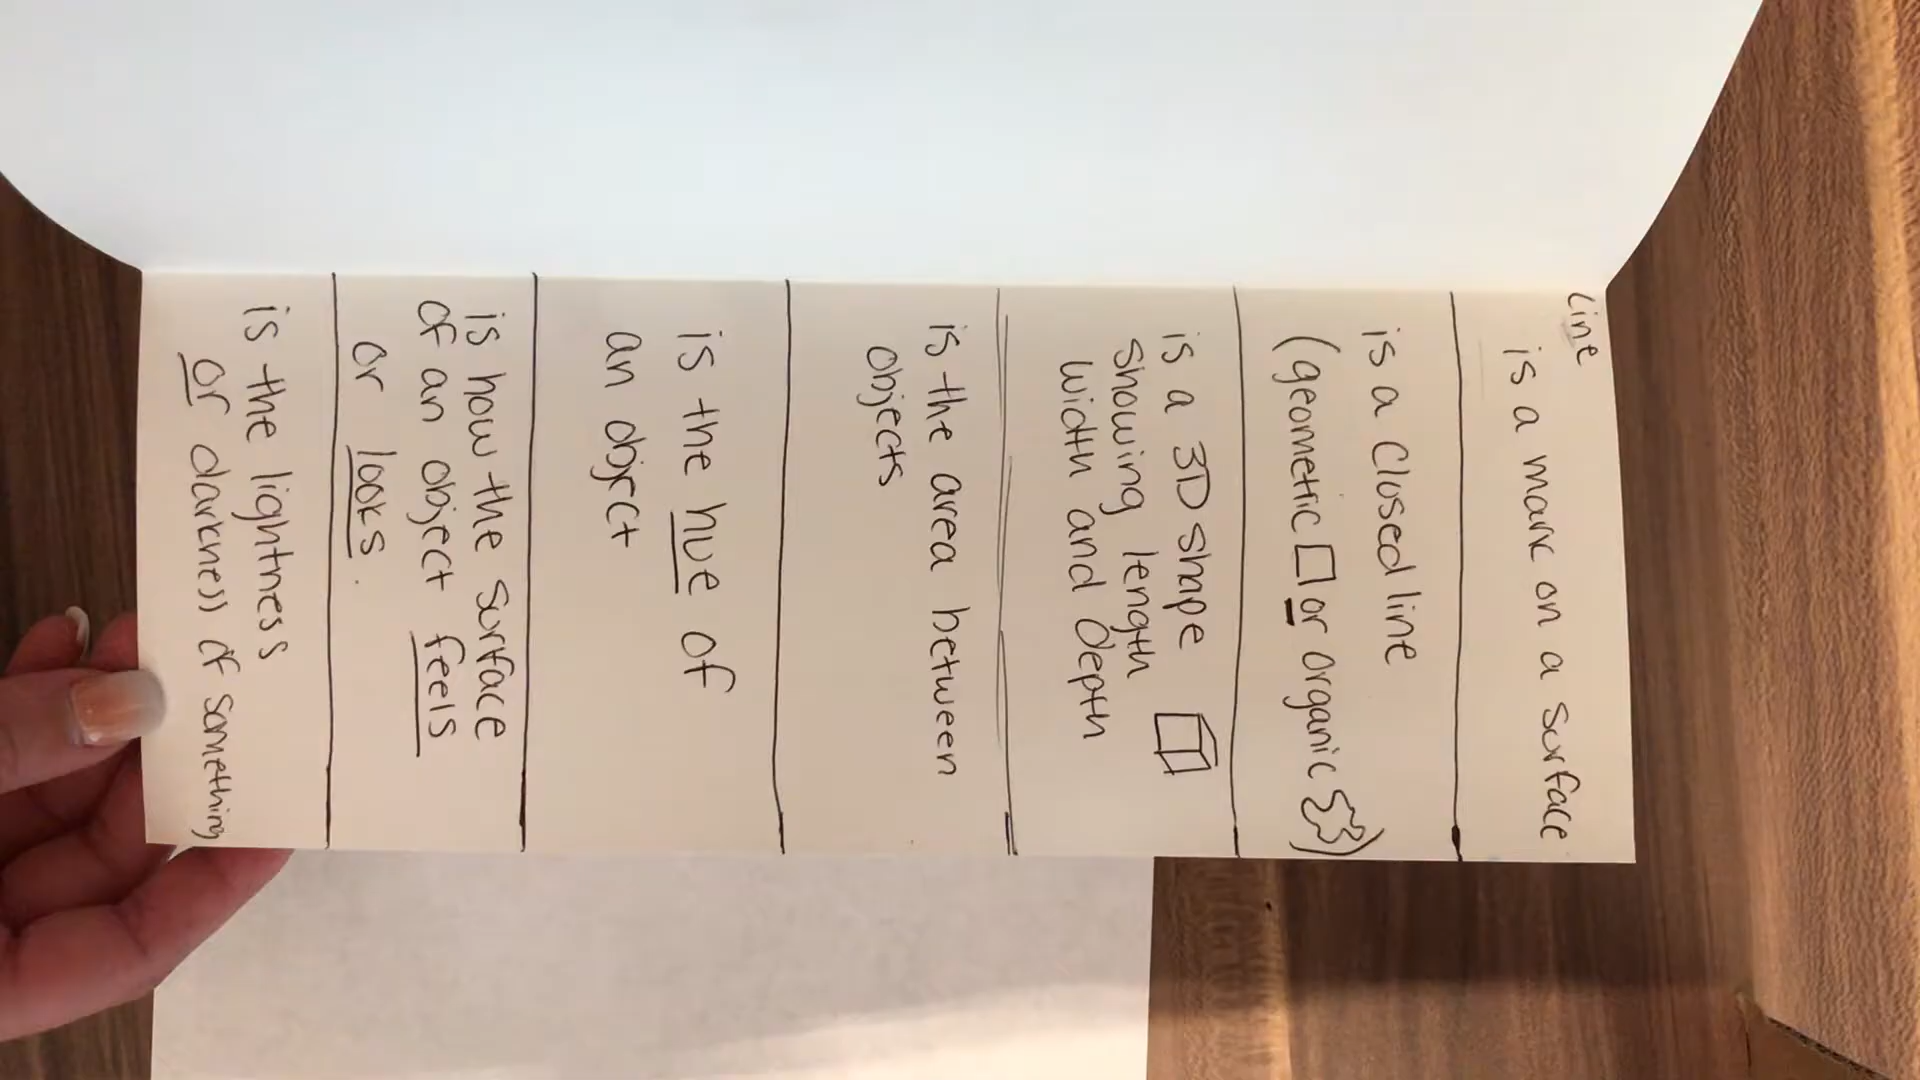 Line
is a mark on a surface
is a closed line
(geometric or organic )
is a 3D shape
showing length
width and depth
is the area between
objects
is the hue of
an object
is how the surface
of an object feels
or looks.
is the lightness
or darkness of something